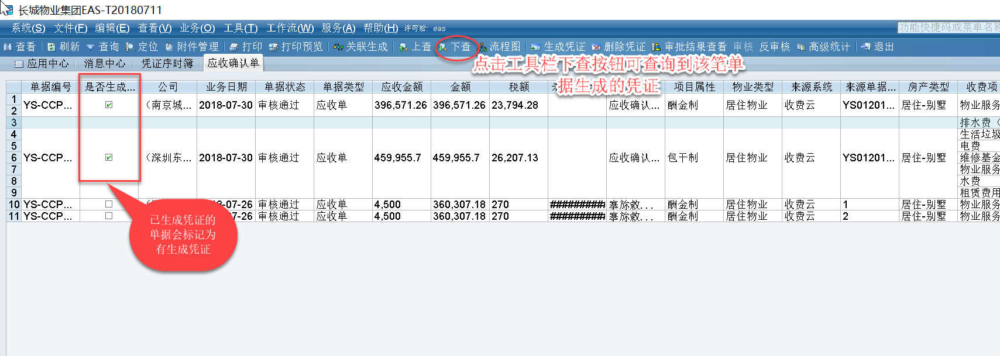 长城物业集团EAS-T20180711
系统(S) 文件(F) 编辑(E) 查看(V) 业务(O) 工具(T) 工作流(W) 服务(A) 帮助(H) 许可给: eas 功能快捷码或菜单名称
查看 刷新 查询 定位 附件管理 打印 打印预览 关联生成 上查 下查 流程图 生成凭证 删除凭证 审批结果查看 审核 反审核 高级统计 退出
应用中心 消息中心 凭证序时簿 应收确认单
点击工具栏下查按钮可查询到该笔单
据生成的凭证
单据编号 是否生成... 公司 业务日期 单据状态 单据类型 应收金额 金额 税额 项目属性 物业类型 来源系统 来源单据... 房产类型 收费项
1
YS-CCP... （南京城... 2018-07-30 审核通过 应收单 396,571.26 396,571.26 23,794.28 应收确认... 酬金制 居住物业 收费云 YS01201... 居住-别墅 物业服务
2
3 排水费（
4 生活垃圾
5 电费
6 YS-CCP... （深圳东... 2018-07-30 审核通过 应收单 459,955.7 459,955.7 26,207.13 应收确认... 包干制 居住物业 收费云 YS01201... 居住-别墅 维修基金
7 物业服务
8 水费
9 租赁费用
10 YS-CCP... 8-07-26 审核通过 应收单 4,500 360,307.18 270 ######### 酬金制 居住物业 收费云 1 居住-别墅 物业服务
11 YS-CCP... -26 审核通过 应收单 4,500 360,307.18 270 ######### 酬金制 居住物业 收费云 2 居住-别墅 物业服务
已生成凭证的
单据会标记为
有生成凭证